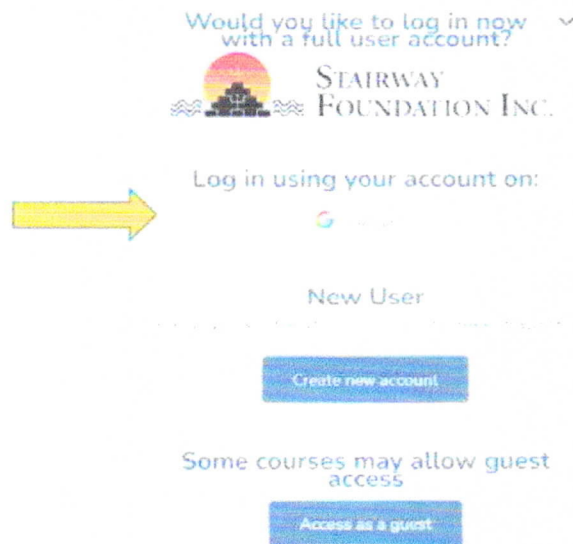 Would you like to log in now
with a full user account?
STAIRWAY
FOUNDATION INC.
Log in using your account on:
New User
Create new account
Some courses may allow guest
access
Access as a guest